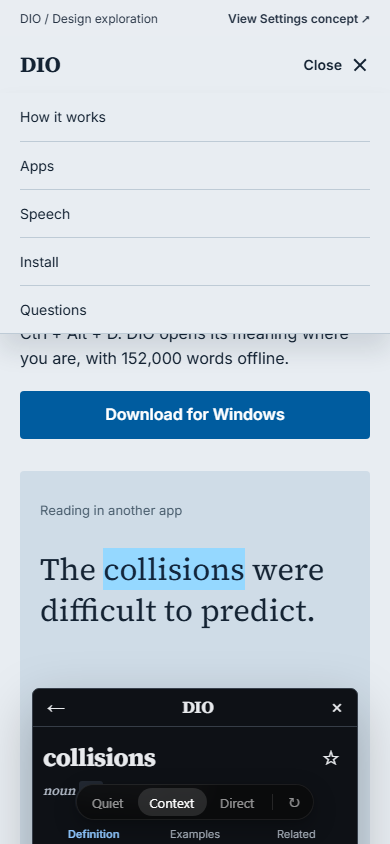 DIO / Design exploration
View Settings concept ↗
DIO
Close ✕
How it works
Apps
Speech
Install
Questions
Ctrl + Alt + D. DIO opens its meaning where
you are, with 152,000 words offline.
Download for Windows
Reading in another app
The collisions were
difficult to predict.
← DIO ×
collisions ☆
noun
Quiet Context Direct ↻
Definition Examples Related